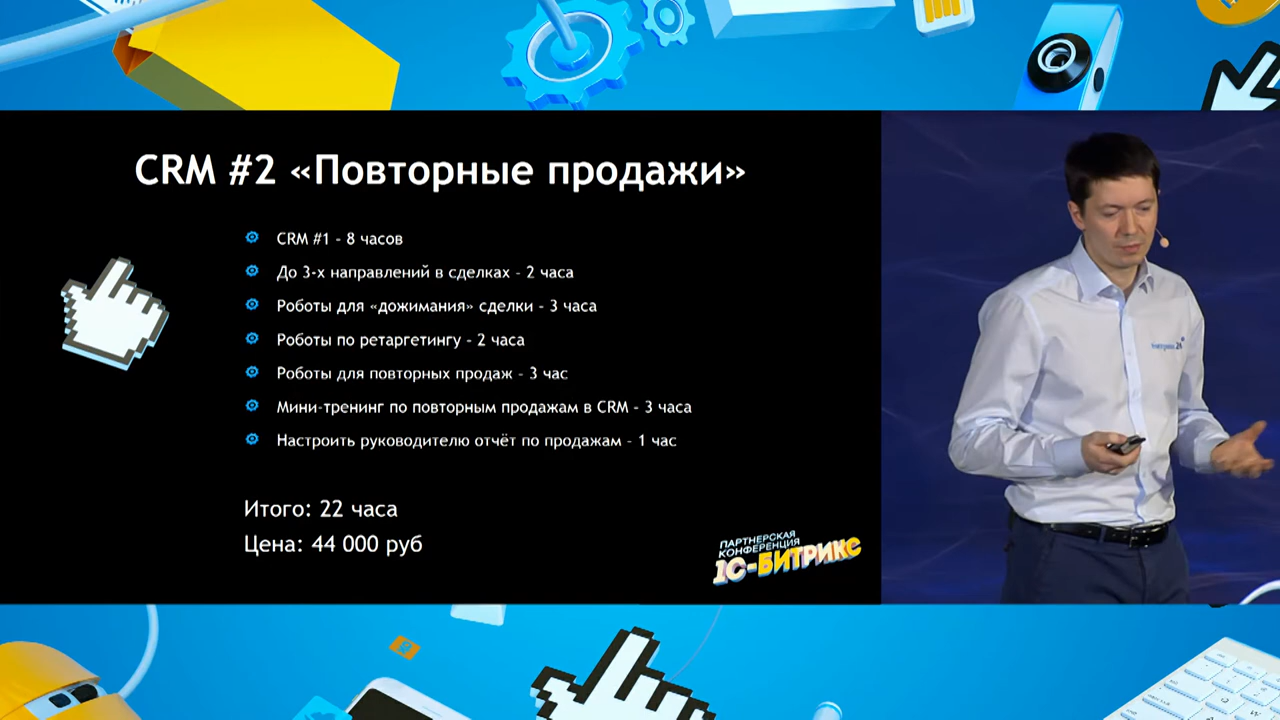 CRM #2 «Повторные продажи»
CRM #1 - 8 часов
До 3-х направлений в сделках - 2 часа
Роботы для «дожимания» сделки - 3 часа
Роботы по ретаргетингу - 2 часа
Роботы для повторных продаж - 3 час
Мини-тренинг по повторным продажам в CRM - 3 часа
Настроить руководителю отчёт по продажам - 1 час
Итого: 22 часа
Цена: 44 000 руб
ПАРТНЕРСКАЯ
КОНФЕРЕНЦИЯ
1С-БИТРИКС